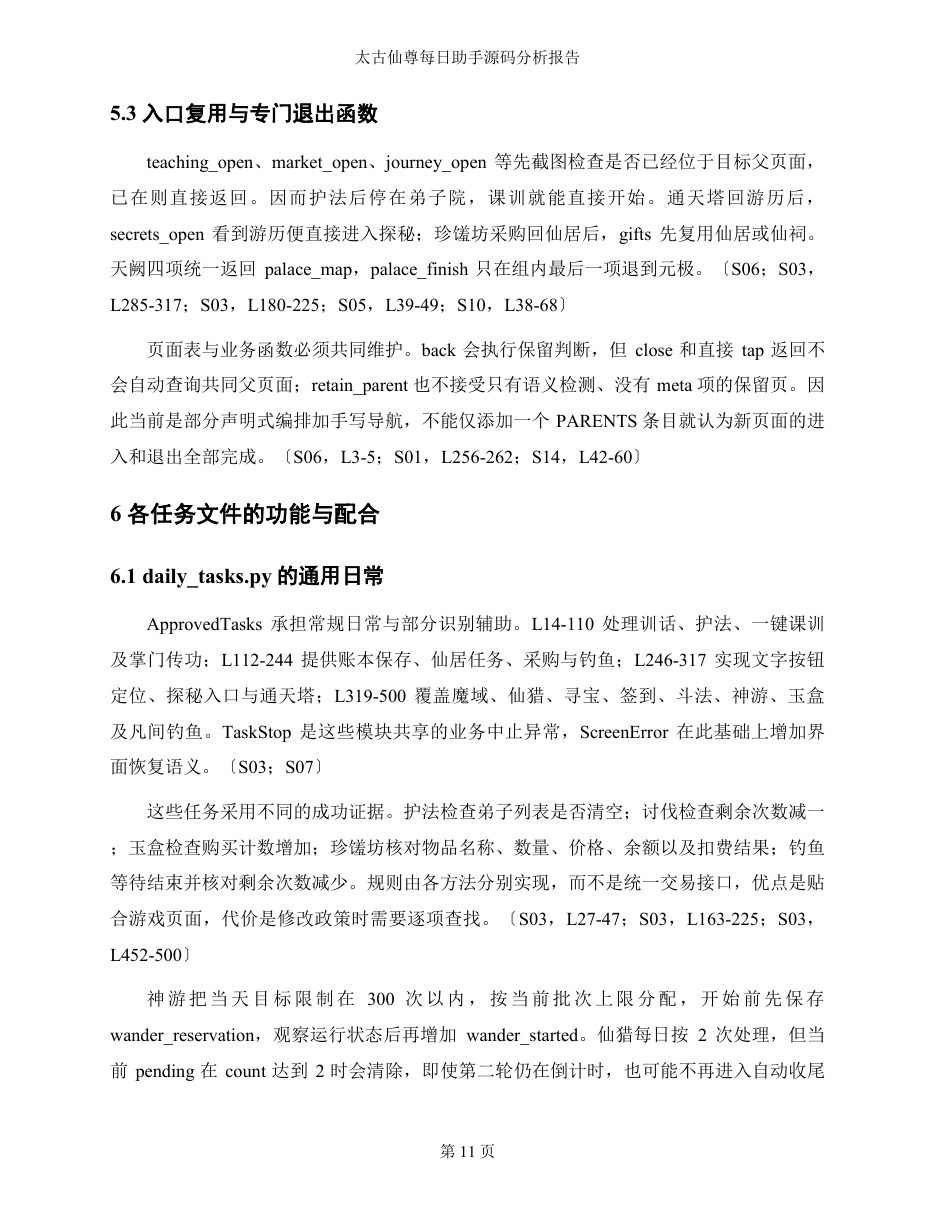 太古仙尊每日助手源码分析报告
5.3 入口复用与专门退出函数
teaching_open、market_open、journey_open 等先截图检查是否已经位于目标父页面，
已在则直接返回。因而护法后停在弟子院，课训就能直接开始。通天塔回游历后，
secrets_open 看到游历便直接进入探秘；珍馐坊采购回仙居后，gifts 先复用仙居或仙祠。
天阙四项统一返回 palace_map，palace_finish 只在组内最后一项退到元极。〔S06；S03，
L285-317；S03，L180-225；S05，L39-49；S10，L38-68〕
页面表与业务函数必须共同维护。back 会执行保留判断，但 close 和直接 tap 返回不
会自动查询共同父页面；retain_parent 也不接受只有语义检测、没有 meta 项的保留页。因
此当前是部分声明式编排加手写导航，不能仅添加一个 PARENTS 条目就认为新页面的进
入和退出全部完成。〔S06，L3-5；S01，L256-262；S14，L42-60〕
6 各任务文件的功能与配合
6.1 daily_tasks.py 的通用日常
ApprovedTasks 承担常规日常与部分识别辅助。L14-110 处理训话、护法、一键课训
及掌门传功；L112-244 提供账本保存、仙居任务、采购与钓鱼；L246-317 实现文字按钮
定位、探秘入口与通天塔；L319-500 覆盖魔域、仙猎、寻宝、签到、斗法、神游、玉盒
及凡间钓鱼。TaskStop 是这些模块共享的业务中止异常，ScreenError 在此基础上增加界
面恢复语义。〔S03；S07〕
这些任务采用不同的成功证据。护法检查弟子列表是否清空；讨伐检查剩余次数减一
；玉盒检查购买计数增加；珍馐坊核对物品名称、数量、价格、余额以及扣费结果；钓鱼
等待结束并核对剩余次数减少。规则由各方法分别实现，而不是统一交易接口，优点是贴
合游戏页面，代价是修改政策时需要逐项查找。〔S03，L27-47；S03，L163-225；S03，
L452-500〕
神游把当天目标限制在 300 次以内，按当前批次上限分配，开始前先保存
wander_reservation，观察运行状态后再增加 wander_started。仙猎每日按 2 次处理，但当
前 pending 在 count 达到 2 时会清除，即使第二轮仍在倒计时，也可能不再进入自动收尾
第 11 页